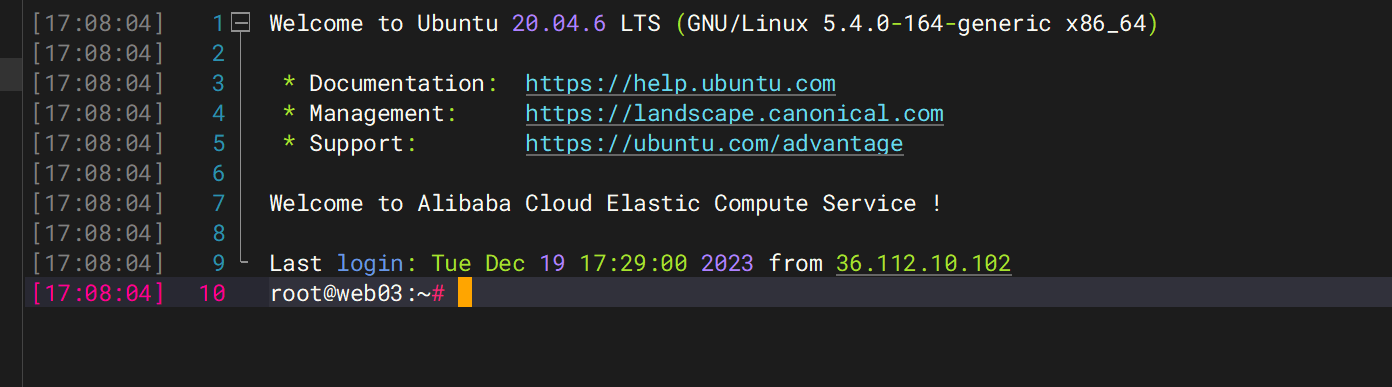 [17:08:04] 1 Welcome to Ubuntu 20.04.6 LTS (GNU/Linux 5.4.0-164-generic x86_64)
[17:08:04] 2
[17:08:04] 3 * Documentation: https://help.ubuntu.com
[17:08:04] 4 * Management: https://landscape.canonical.com
[17:08:04] 5 * Support: https://ubuntu.com/advantage
[17:08:04] 6
[17:08:04] 7 Welcome to Alibaba Cloud Elastic Compute Service !
[17:08:04] 8
[17:08:04] 9 Last login: Tue Dec 19 17:29:00 2023 from 36.112.10.102
[17:08:04] 10 root@web03:~#